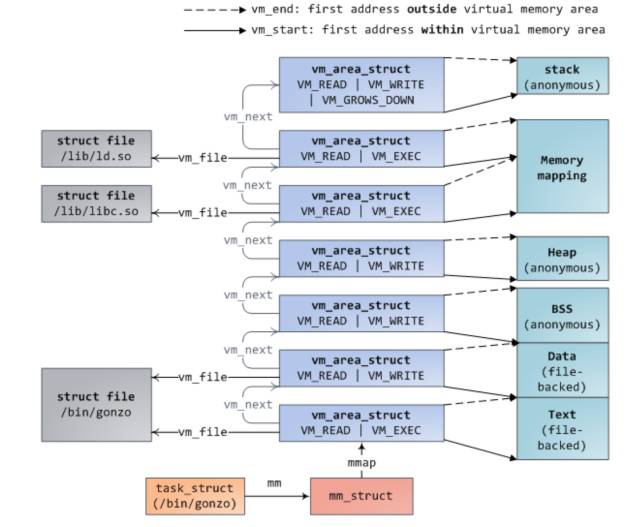 vm_end: first address outside virtual memory area
vm_start: first address within virtual memory area
vm_area_struct
VM_READ | VM_WRITE
| VM_GROWS_DOWN
stack
(anonymous)
vm_next
struct file
/lib/ld.so
vm_file
vm_area_struct
VM_READ | VM_EXEC
Memory
mapping
vm_next
struct file
/lib/libc.so
vm_file
vm_area_struct
VM_READ | VM_EXEC
vm_next
vm_area_struct
VM_READ | VM_WRITE
Heap
(anonymous)
vm_next
vm_area_struct
VM_READ | VM_WRITE
BSS
(anonymous)
vm_next
struct file
/bin/gonzo
vm_file
vm_area_struct
VM_READ | VM_WRITE
Data
(file-
backed)
vm_next
vm_file
vm_area_struct
VM_READ | VM_EXEC
Text
(file-
backed)
mmap
task_struct
(/bin/gonzo)
mm
mm_struct